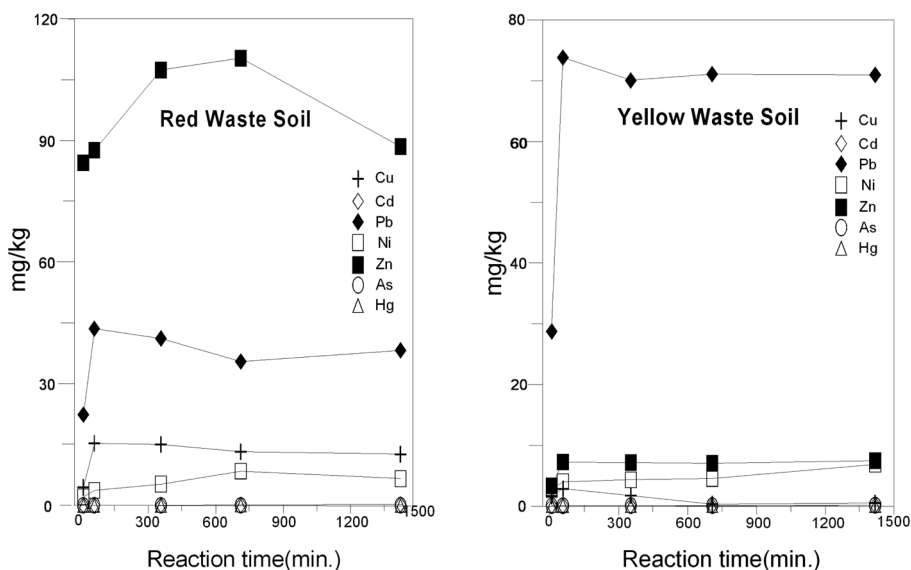 120
90
60
30
0
mg/kg
Red Waste Soil
Cu
Cd
Pb
Ni
Zn
As
Hg
0 300 600 900 1200 1500
Reaction time(min.)
80
60
40
20
0
mg/kg
Yellow Waste Soil
Cu
Cd
Pb
Ni
Zn
As
Hg
0 300 600 900 1200 1500
Reaction time(min.)